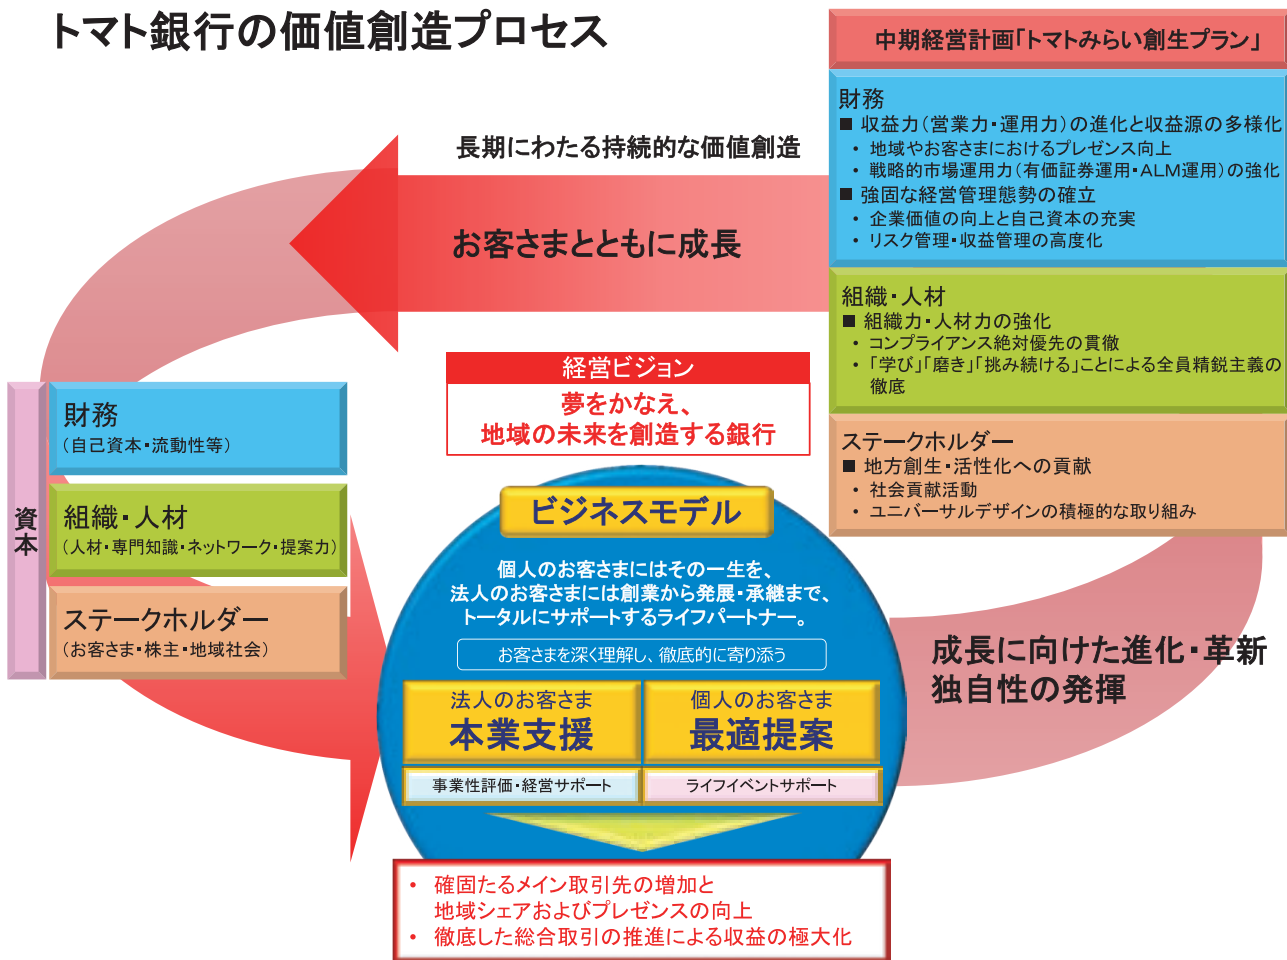 トマト銀行の価値創造プロセス
中期経営計画「トマトみらい創生プラン」
財務
■ 収益力(営業力・運用力)の進化と収益源の多様化
・ 地域やお客さまにおけるプレゼンス向上
・ 戦略的市場運用力(有価証券運用・ALM運用)の強化
■ 強固な経営管理態勢の確立
・ 企業価値の向上と自己資本の充実
・ リスク管理・収益管理の高度化
組織・人材
■ 組織力・人材力の強化
・ コンプライアンス絶対優先の貫徹
・ 「学び」「磨き」「挑み続ける」ことによる全員精鋭主義の
徹底
ステークホルダー
■ 地方創生・活性化への貢献
・ 社会貢献活動
・ ユニバーサルデザインの積極的な取り組み
長期にわたる持続的な価値創造
お客さまとともに成長
経営ビジョン
夢をかなえ、
地域の未来を創造する銀行
資本
財務
(自己資本・流動性等)
組織・人材
(人材・専門知識・ネットワーク・提案力)
ステークホルダー
(お客さま・株主・地域社会)
ビジネスモデル
個人のお客さまにはその一生を、
法人のお客さまには創業から発展・承継まで、
トータルにサポートするライフパートナー。
お客さまを深く理解し、徹底的に寄り添う
法人のお客さま
本業支援
事業性評価・経営サポート
個人のお客さま
最適提案
ライフイベントサポート
・ 確固たるメイン取引先の増加と
地域シェアおよびプレゼンスの向上
・ 徹底した総合取引の推進による収益の極大化
成長に向けた進化・革新
独自性の発揮